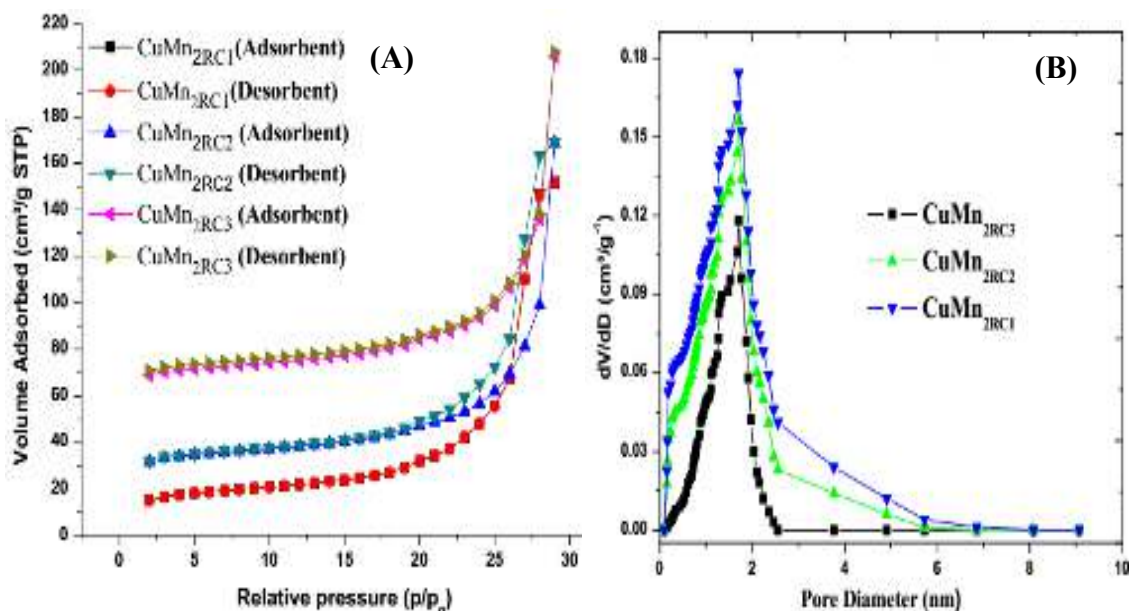 (A)
CuMn2RC1 (Adsorbent)
CuMn2RC1 (Desorbent)
CuMn2RC2 (Adsorbent)
CuMn2RC2 (Desorbent)
CuMn2RC3 (Adsorbent)
CuMn2RC3 (Desorbent)
Volume Adsorbed (cm³/g STP)
220
200
180
160
140
120
100
80
60
40
20
0
0 5 10 15 20 25 30
Relative pressure (p/po)
(B)
CuMn2RC3
CuMn2RC2
CuMn2RC1
dV/dD (cm³/g⁻¹)
0.18
0.15
0.12
0.09
0.06
0.03
0.00
0 2 4 6 8 10
Pore Diameter (nm)